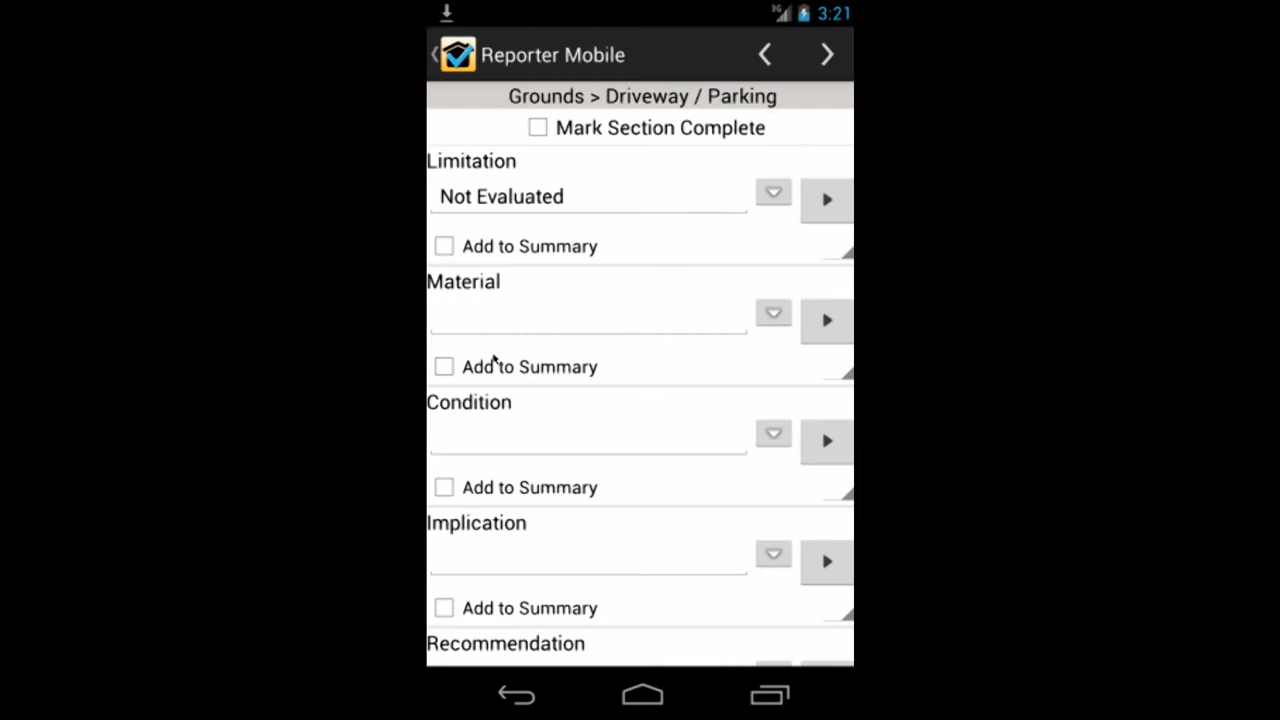 3G 3:21
Reporter Mobile
Grounds > Driveway / Parking
Mark Section Complete
Limitation
Not Evaluated
Add to Summary
Material
Add to Summary
Condition
Add to Summary
Implication
Add to Summary
Recommendation